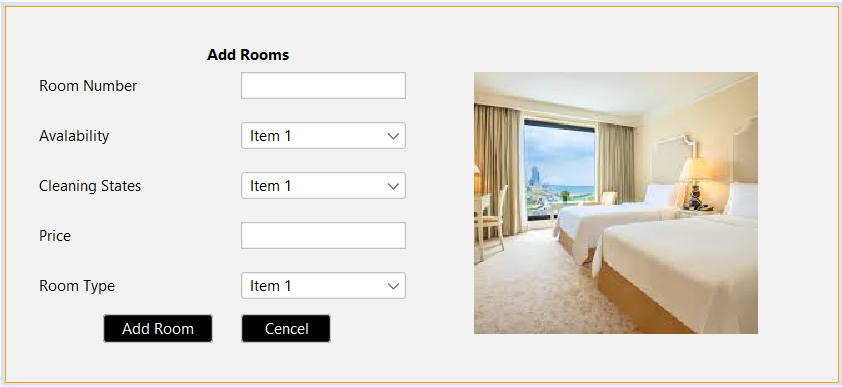 Add Rooms
Room Number
Avalability Item 1
Cleaning States Item 1
Price
Room Type Item 1
Add Room Cencel